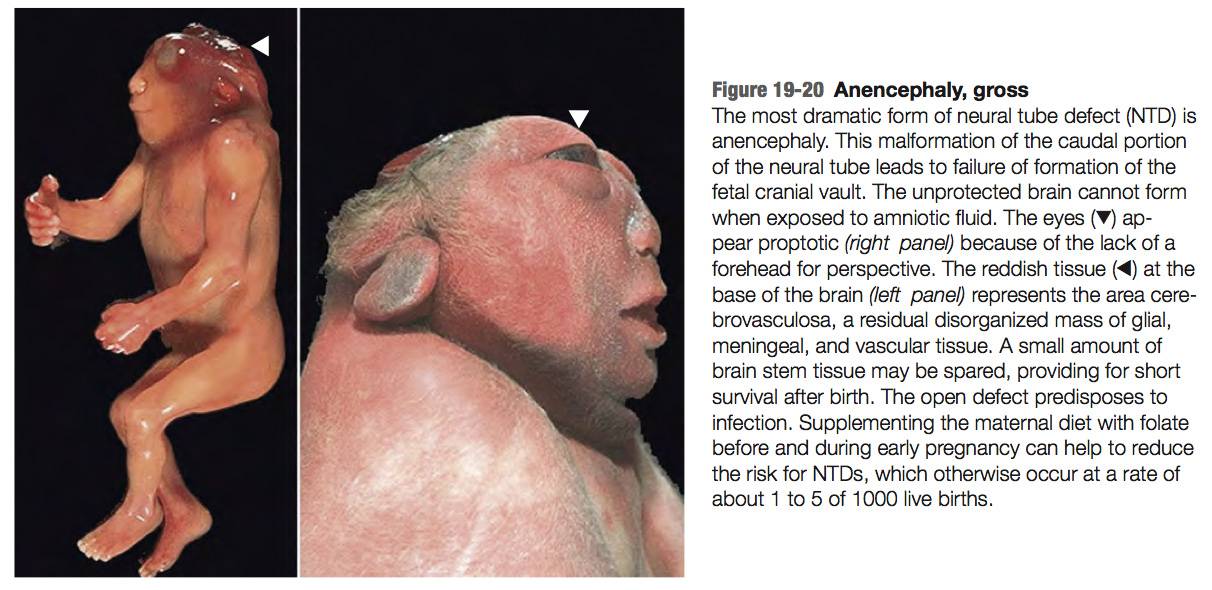 Figure 19-20 Anencephaly, gross
The most dramatic form of neural tube defect (NTD) is
anencephaly. This malformation of the caudal portion
of the neural tube leads to failure of formation of the
fetal cranial vault. The unprotected brain cannot form
when exposed to amniotic fluid. The eyes (▼) ap-
pear proptotic (right panel) because of the lack of a
forehead for perspective. The reddish tissue (◀) at the
base of the brain (left panel) represents the area cere-
brovasculosa, a residual disorganized mass of glial,
meningeal, and vascular tissue. A small amount of
brain stem tissue may be spared, providing for short
survival after birth. The open defect predisposes to
infection. Supplementing the maternal diet with folate
before and during early pregnancy can help to reduce
the risk for NTDs, which otherwise occur at a rate of
about 1 to 5 of 1000 live births.